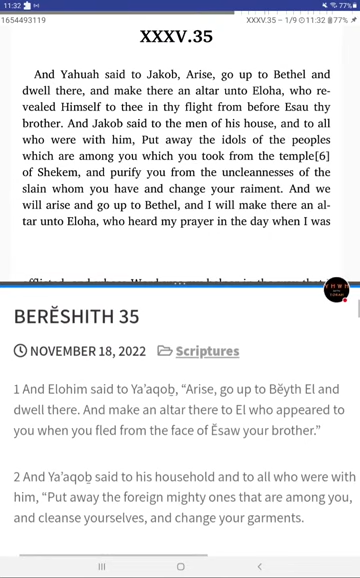 11:32
77%
1654493119
XXXV.35 – 1/9 11:32 77%
XXXV.35
And Yahuah said to Jakob, Arise, go up to Bethel and
dwell there, and make there an altar unto Eloha, who re-
vealed Himself to thee in thy flight from before Esau thy
brother. And Jakob said to the men of his house, and to all
who were with him, Put away the idols of the peoples
which are among you which you took from the temple[6]
of Shekem, and purify you from the uncleannesses of the
slain whom you have and change your raiment. And we
will arise and go up to Bethel, and I will make there an al-
tar unto Eloha, who heard my prayer in the day when I was
BERĔSHITH 35
NOVEMBER 18, 2022 Scriptures
1 And Elohim said to Ya’aqoḇ, “Arise, go up to Bĕyth El and
dwell there. And make an altar there to El who appeared to
you when you fled from the face of Ĕsaw your brother.”
2 And Ya’aqoḇ said to his household and to all who were with
him, “Put away the foreign mighty ones that are among you,
and cleanse yourselves, and change your garments.